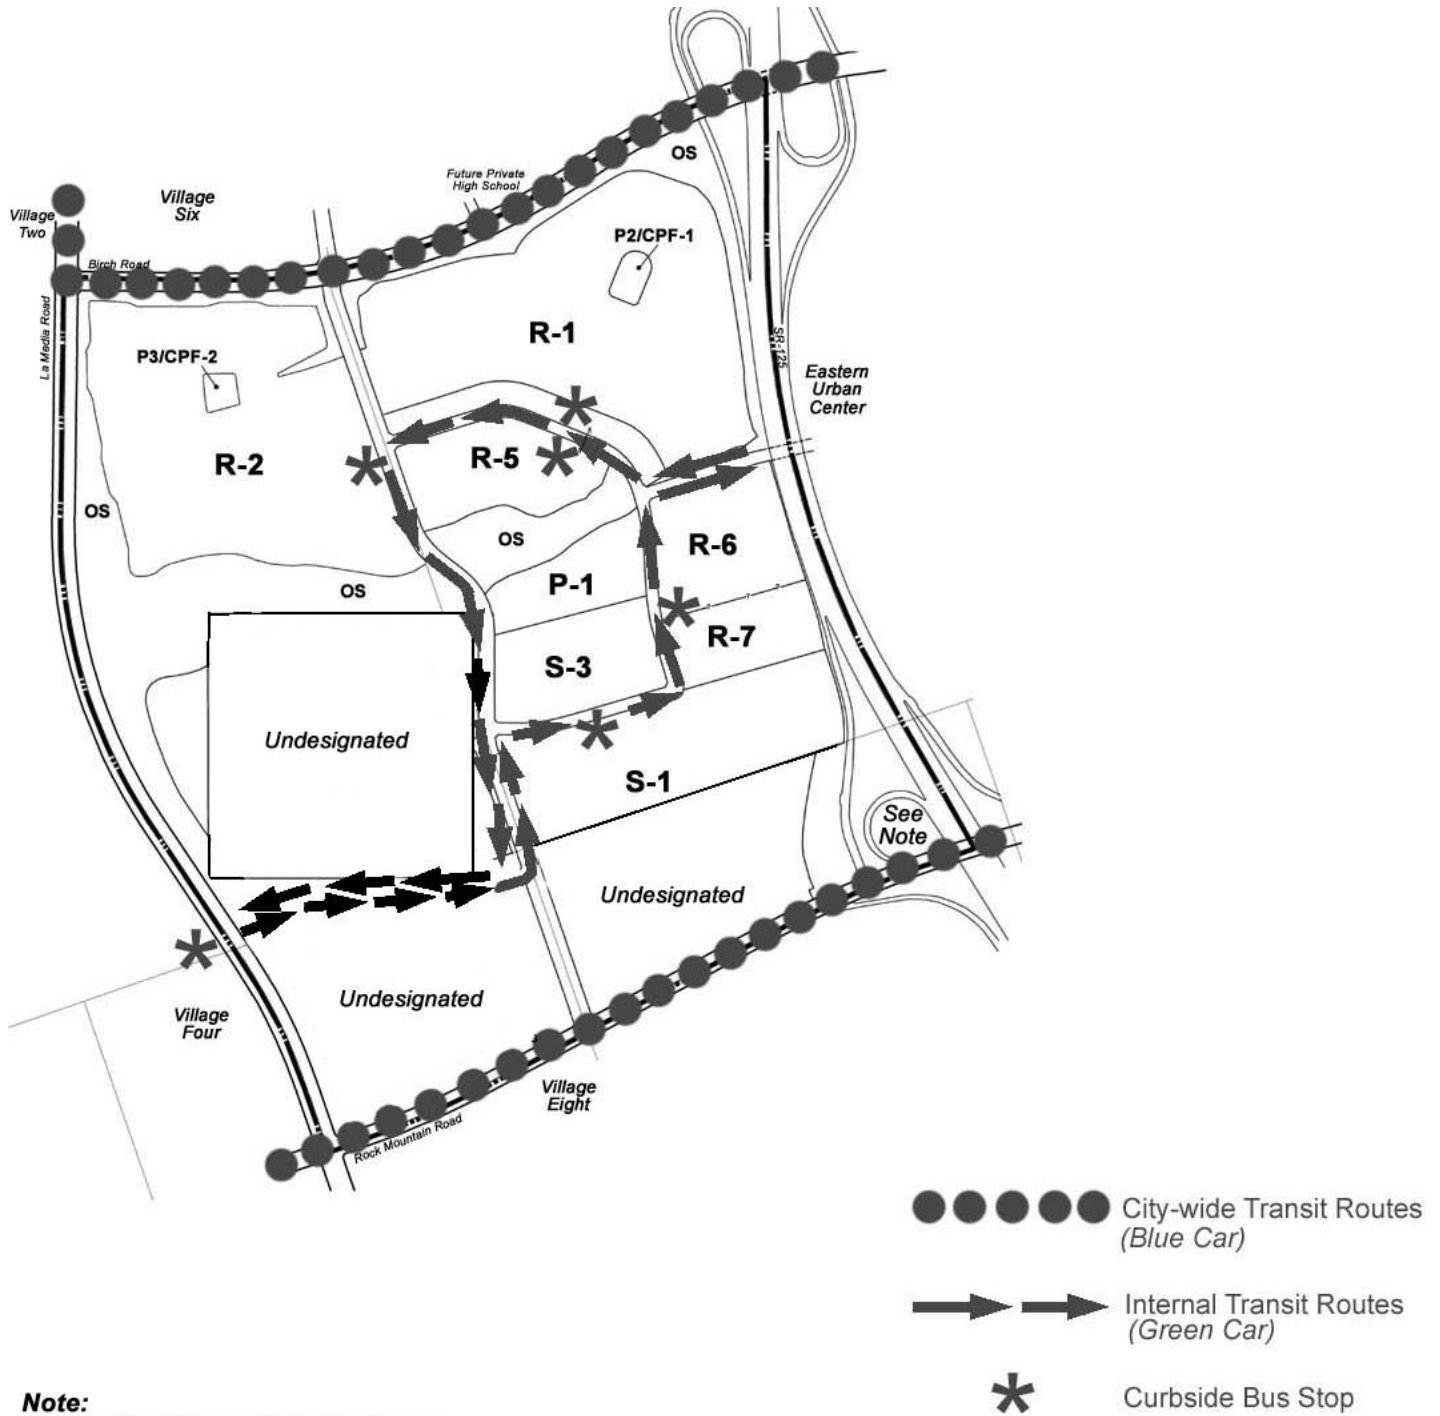 OS
Future Private
High School
Village
Six
Village
Two
P2/CPF-1
Birch Road
La Media Road
R-1
SR-125
P3/CPF-2
Eastern
Urban
Center
R-5
R-2
OS
OS
R-6
P-1
OS
R-7
S-3
Undesignated
S-1
See
Note
Undesignated
Undesignated
Village
Four
Village
Eight
Rock Mountain Road
City-wide Transit Routes
(Blue Car)
Internal Transit Routes
(Green Car)
Curbside Bus Stop
Note: